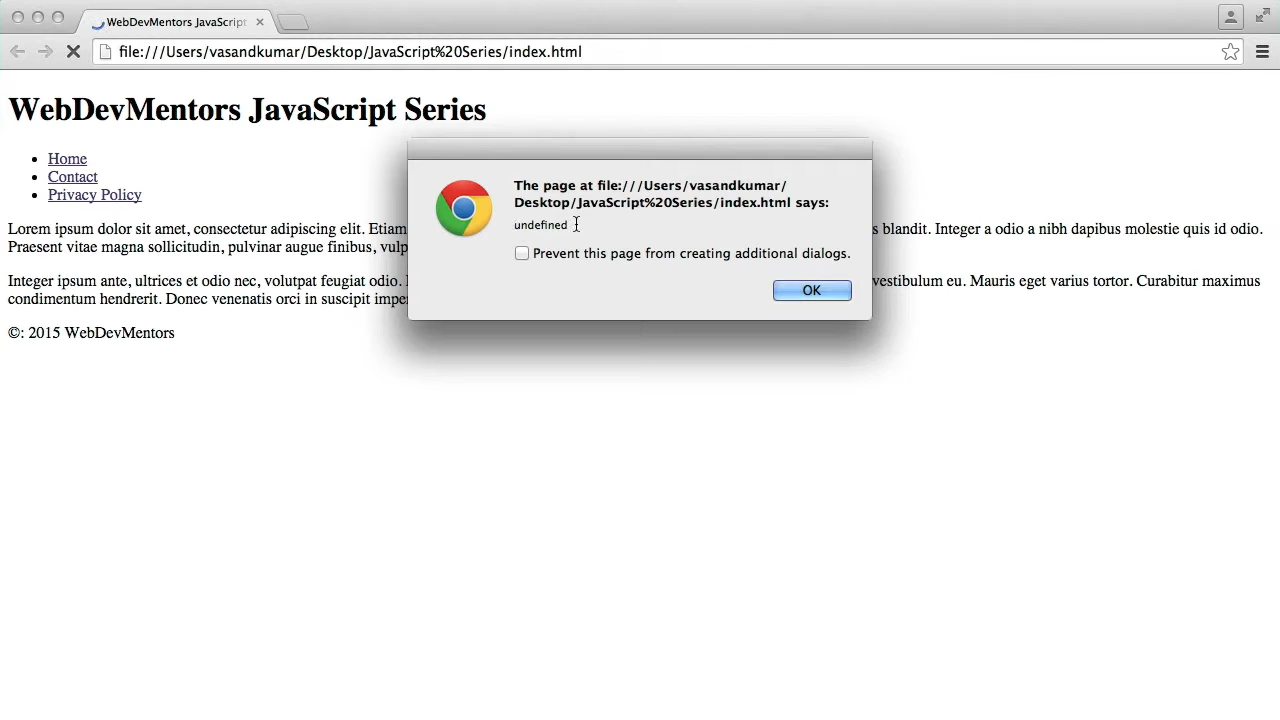 WebDevMentors JavaScript
file:///Users/vasandkumar/Desktop/JavaScript%20Series/index.html
WebDevMentors JavaScript Series
Home
Contact
Privacy Policy
The page at file:///Users/vasandkumar/
Desktop/JavaScript%20Series/index.html says:
undefined
Prevent this page from creating additional dialogs.
OK
Lorem ipsum dolor sit amet, consectetur adipiscing elit. Etiam s blandit. Integer a odio a nibh dapibus molestie quis id odio.
Praesent vitae magna sollicitudin, pulvinar augue finibus, vulp
Integer ipsum ante, ultrices et odio nec, volutpat feugiat odio. vestibulum eu. Mauris eget varius tortor. Curabitur maximus
condimentum hendrerit. Donec venenatis orci in suscipit imper
©: 2015 WebDevMentors